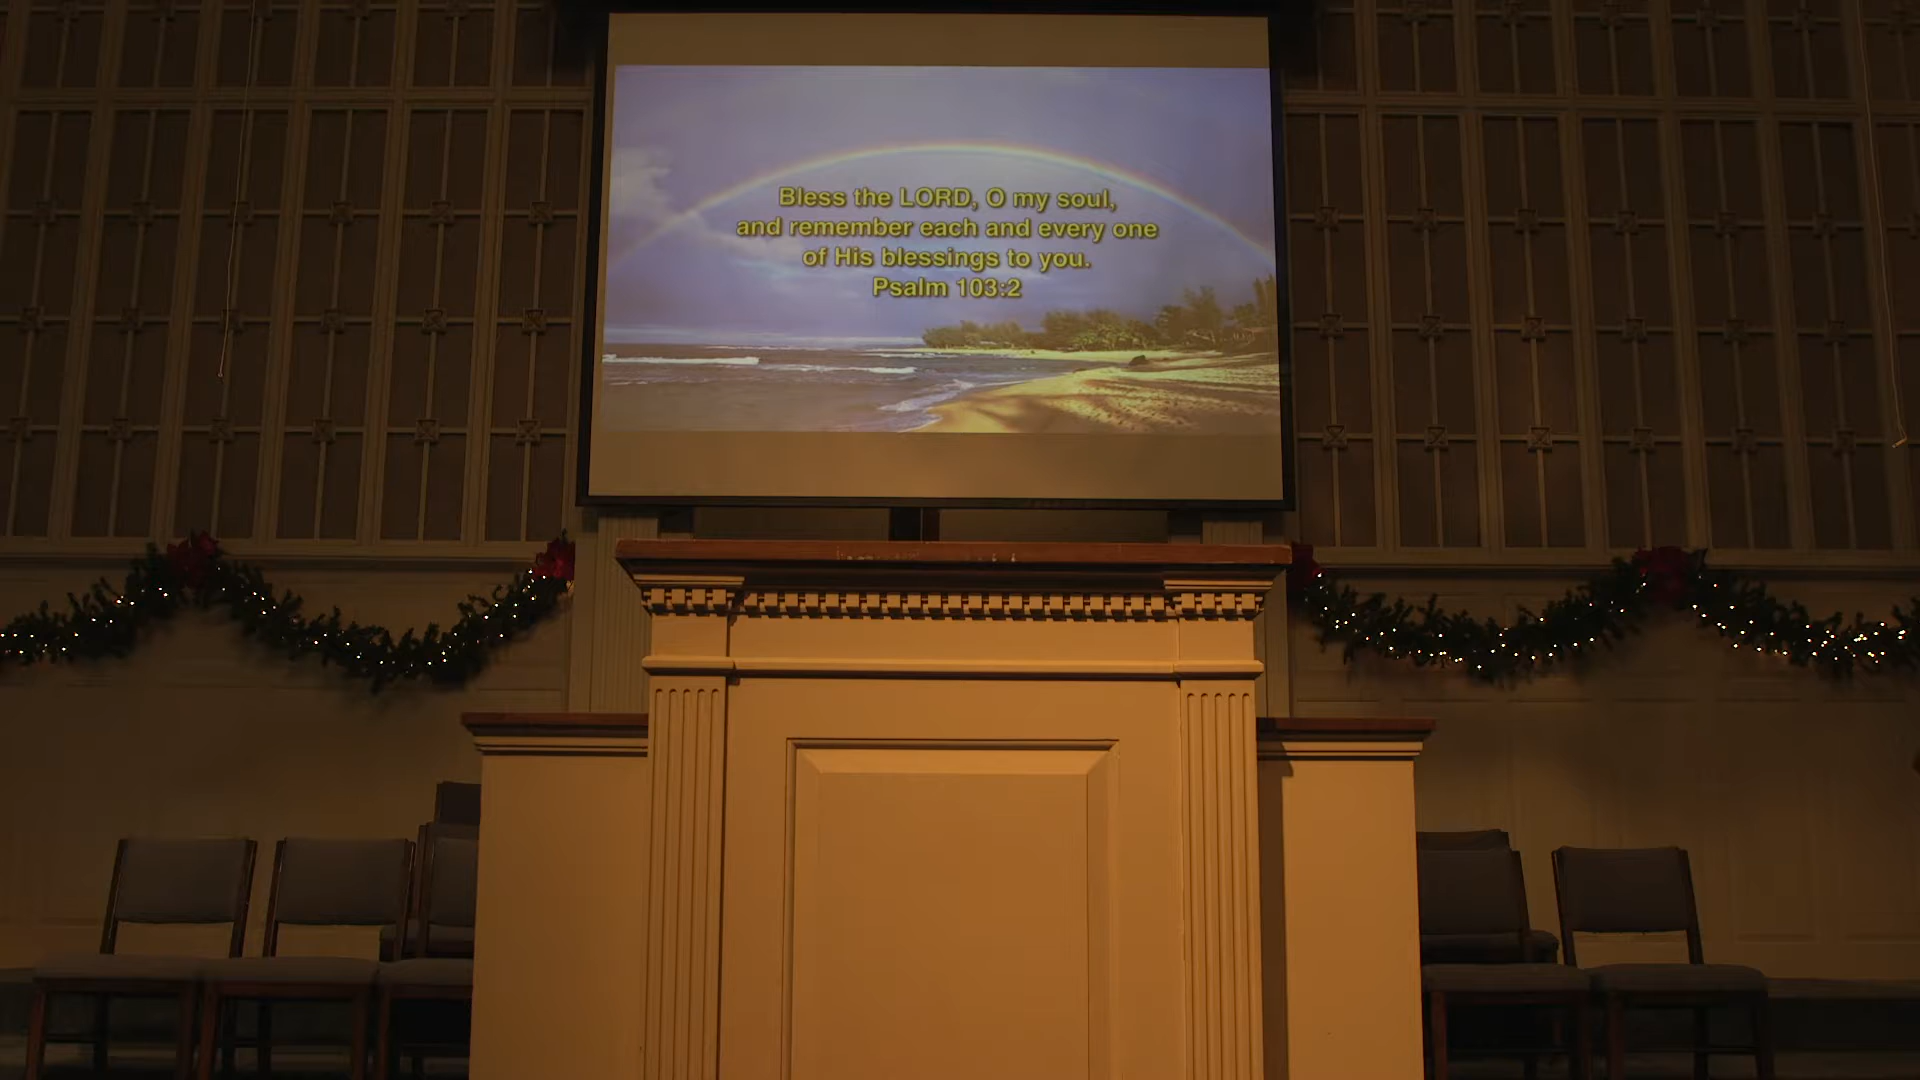 Bless the LORD, O my soul,
and remember each and every one
of His blessings to you.
Psalm 103:2